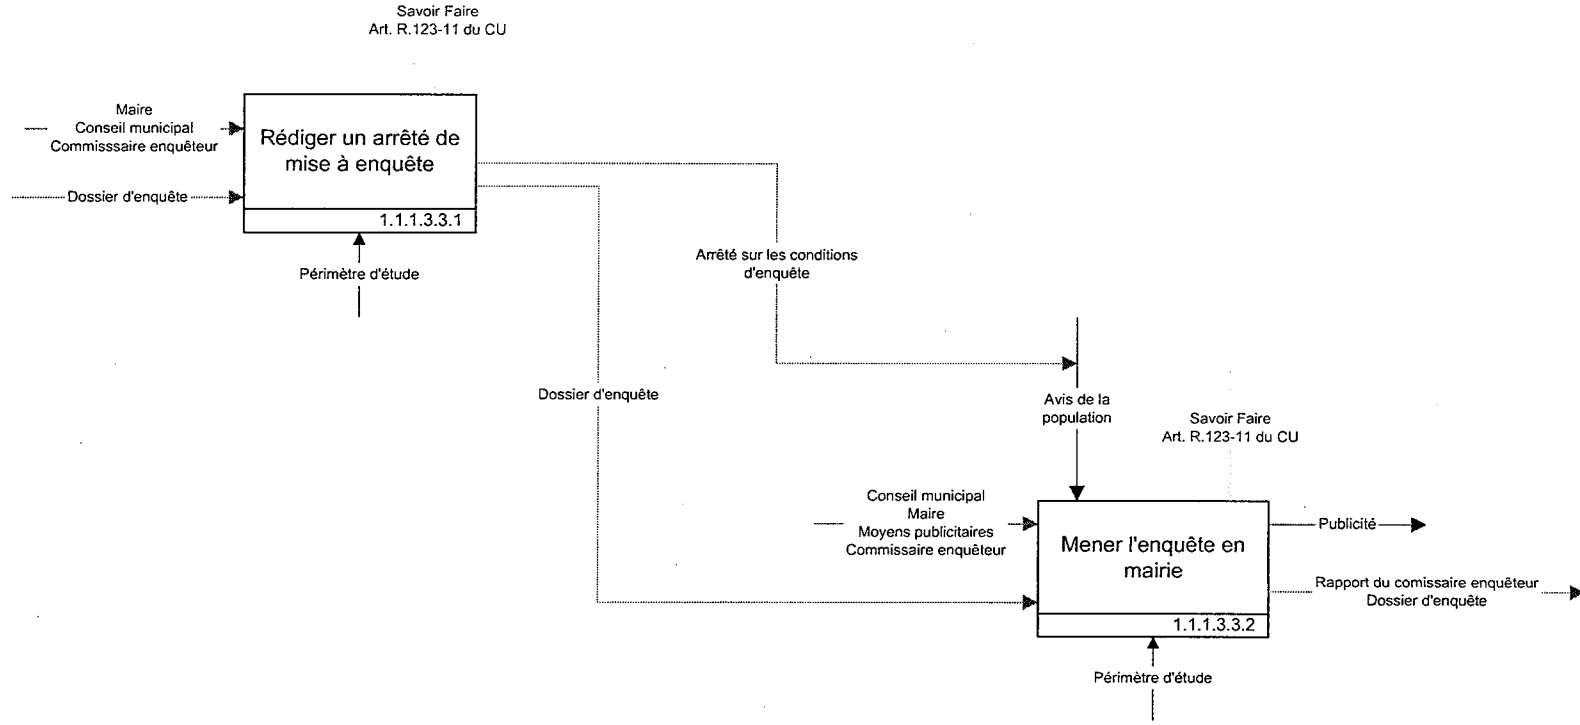 Savoir Faire
Art. R.123-11 du CU
Maire
Conseil municipal
Commisssaire enquêteur
Rédiger un arrêté de
mise à enquête
Dossier d'enquête
1.1.1.3.3.1
Périmètre d'étude
Arrêté sur les conditions
d'enquête
Dossier d'enquête
Avis de la
population
Savoir Faire
Art. R.123-11 du CU
Conseil municipal
Maire
Moyens publicitaires
Commissaire enquêteur
Mener l'enquête en
mairie
Publicité
Rapport du comissaire enquêteur
Dossier d'enquête
1.1.1.3.3.2
Périmètre d'étude